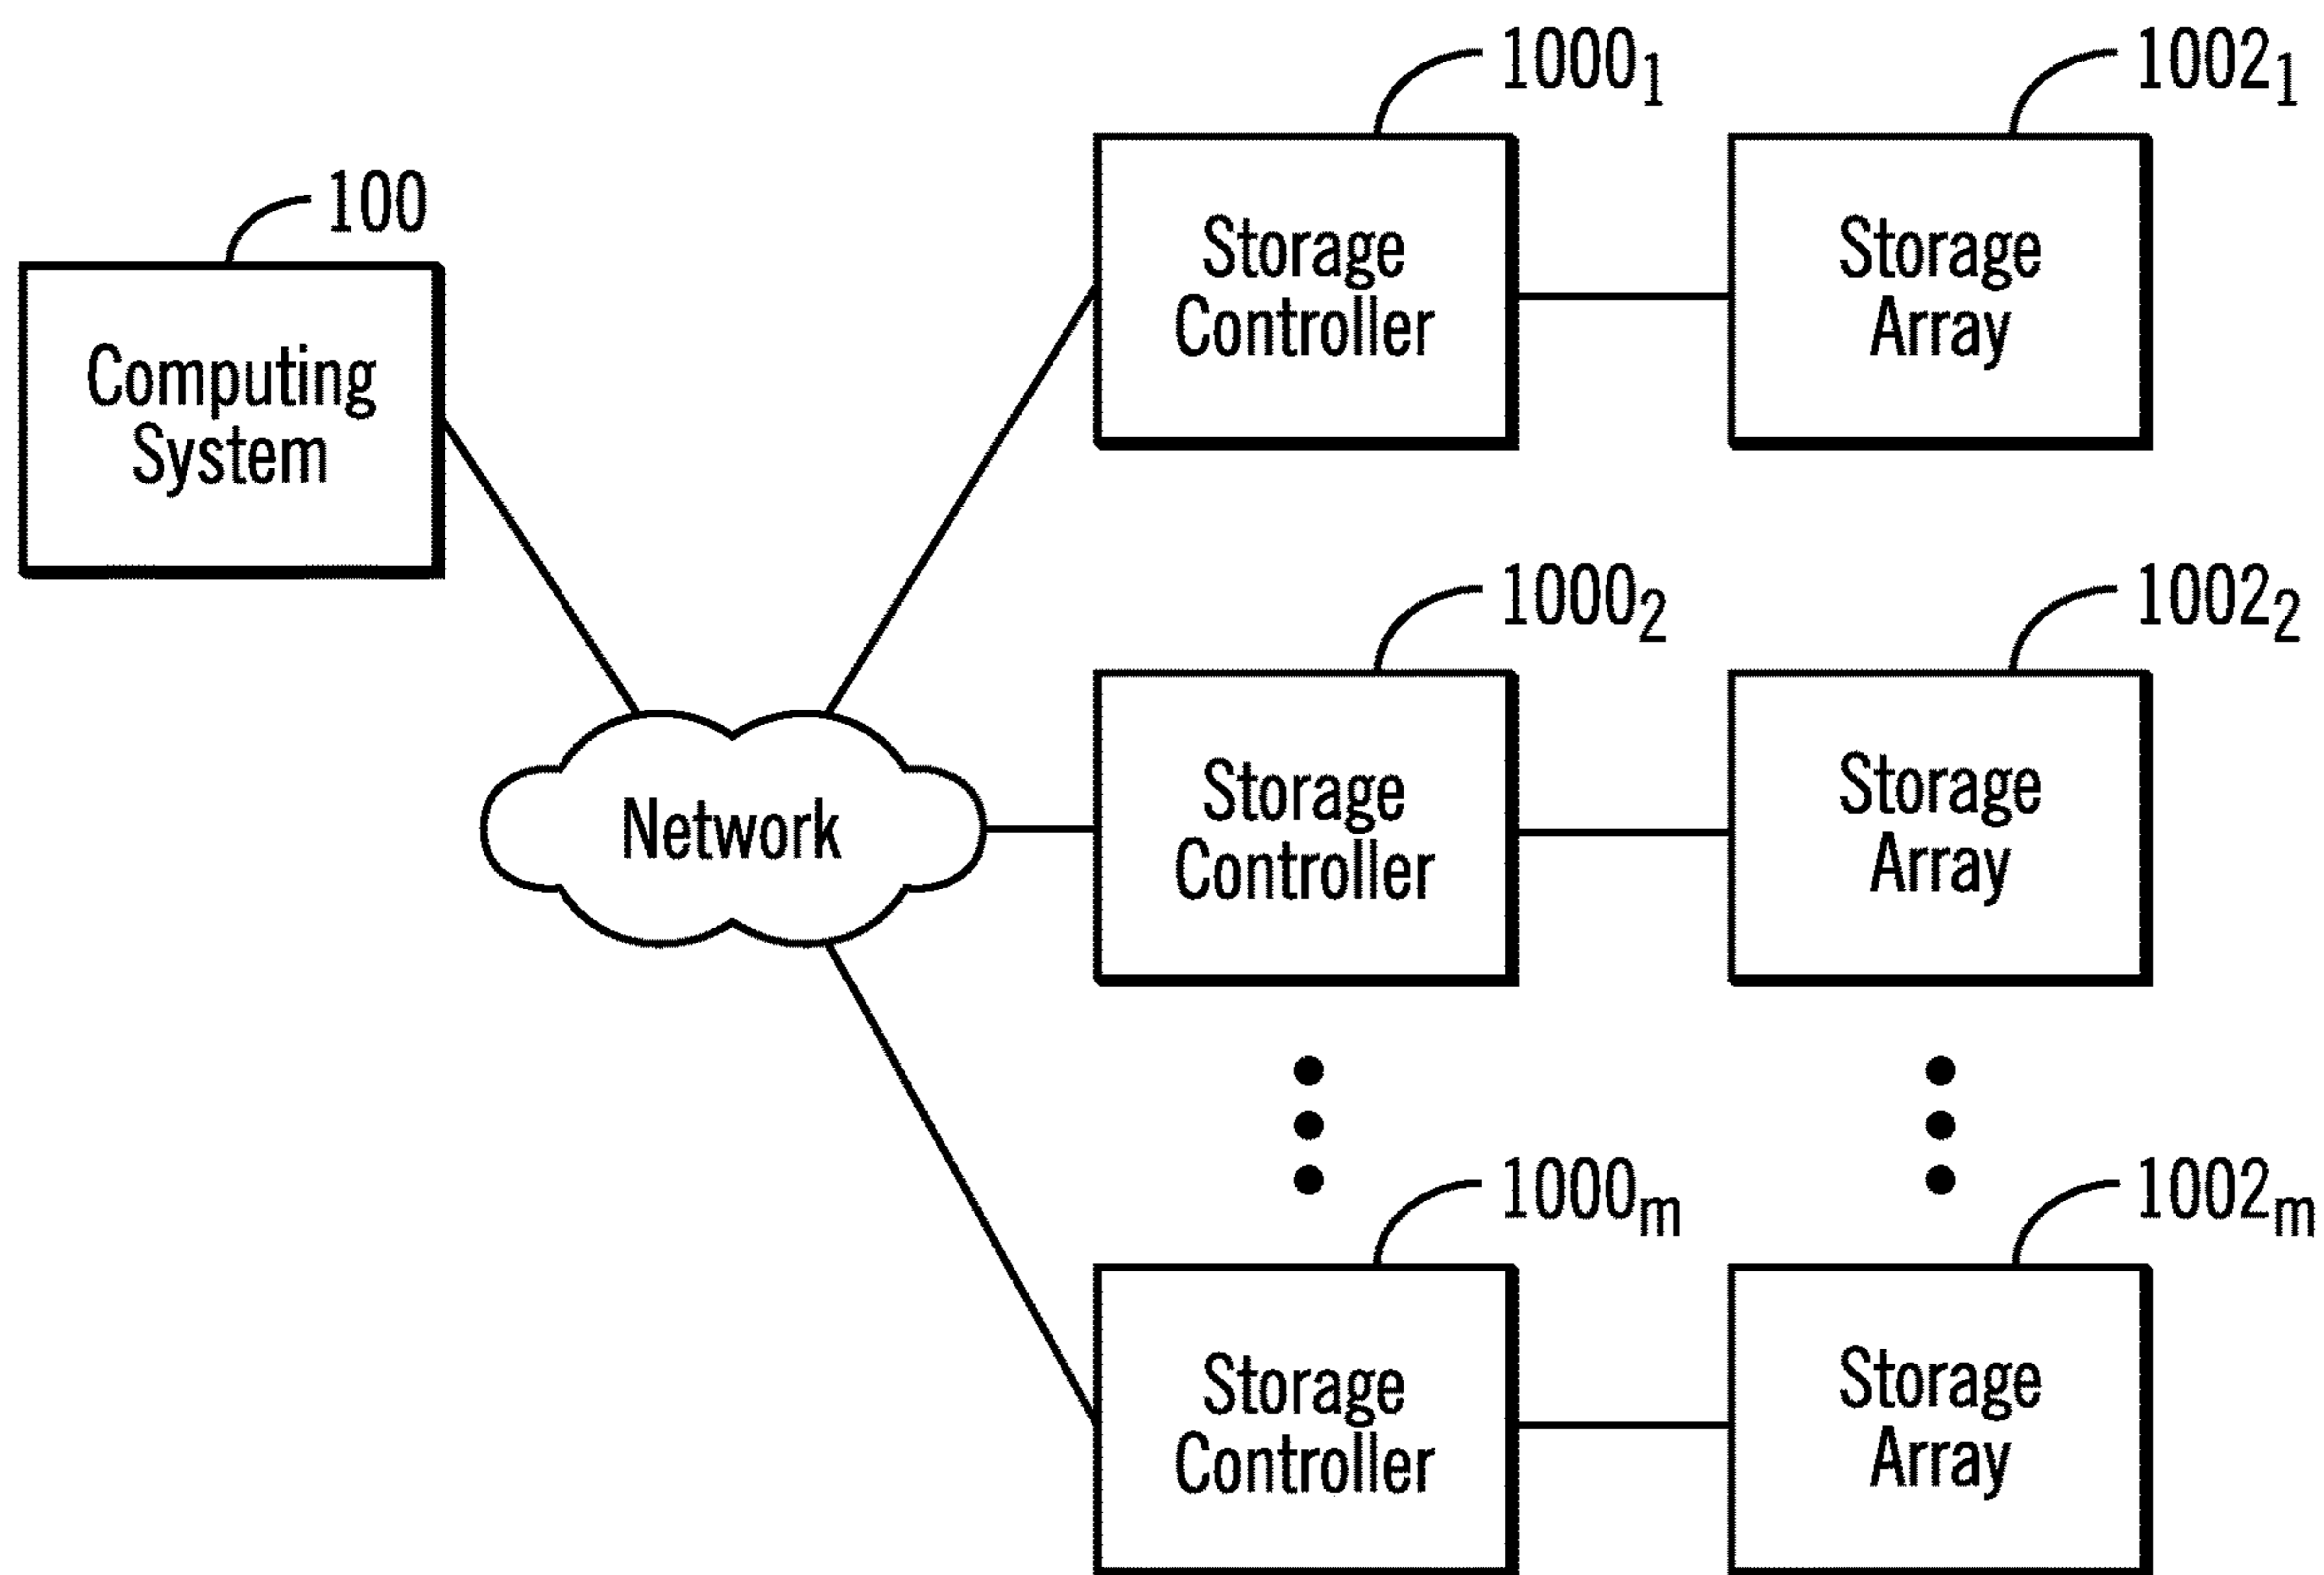 1000₁
1002₁
100
Storage
Controller
Storage
Array
Computing
System
1000₂
1002₂
Network
Storage
Controller
Storage
Array
1000ₘ
1002ₘ
Storage
Controller
Storage
Array